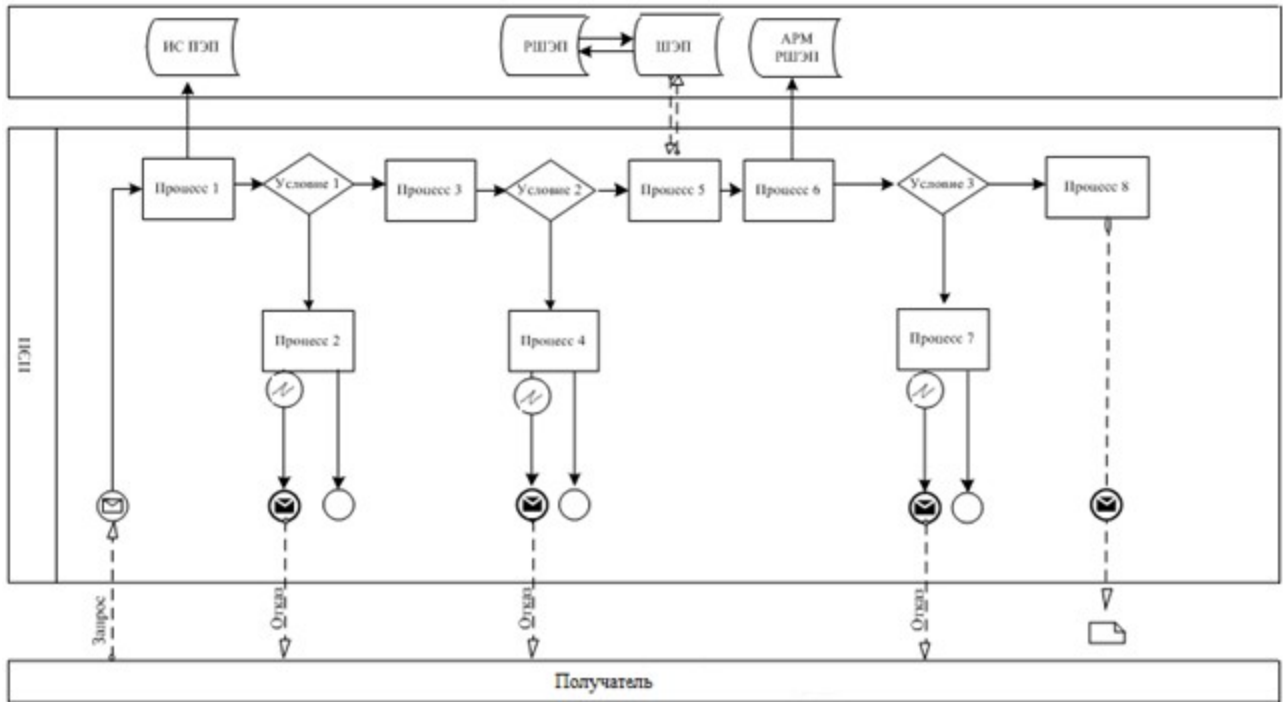 ИС ПЭП
РШЭП
ШЭП
АРМ
РШЭП
ПЭП
Процесс 1
Условие 1
Процесс 3
Условие 2
Процесс 5
Процесс 6
Условие 3
Процесс 8
Процесс 2
Процесс 4
Процесс 7
Запрос
Отказ
Отказ
Отказ
Получатель